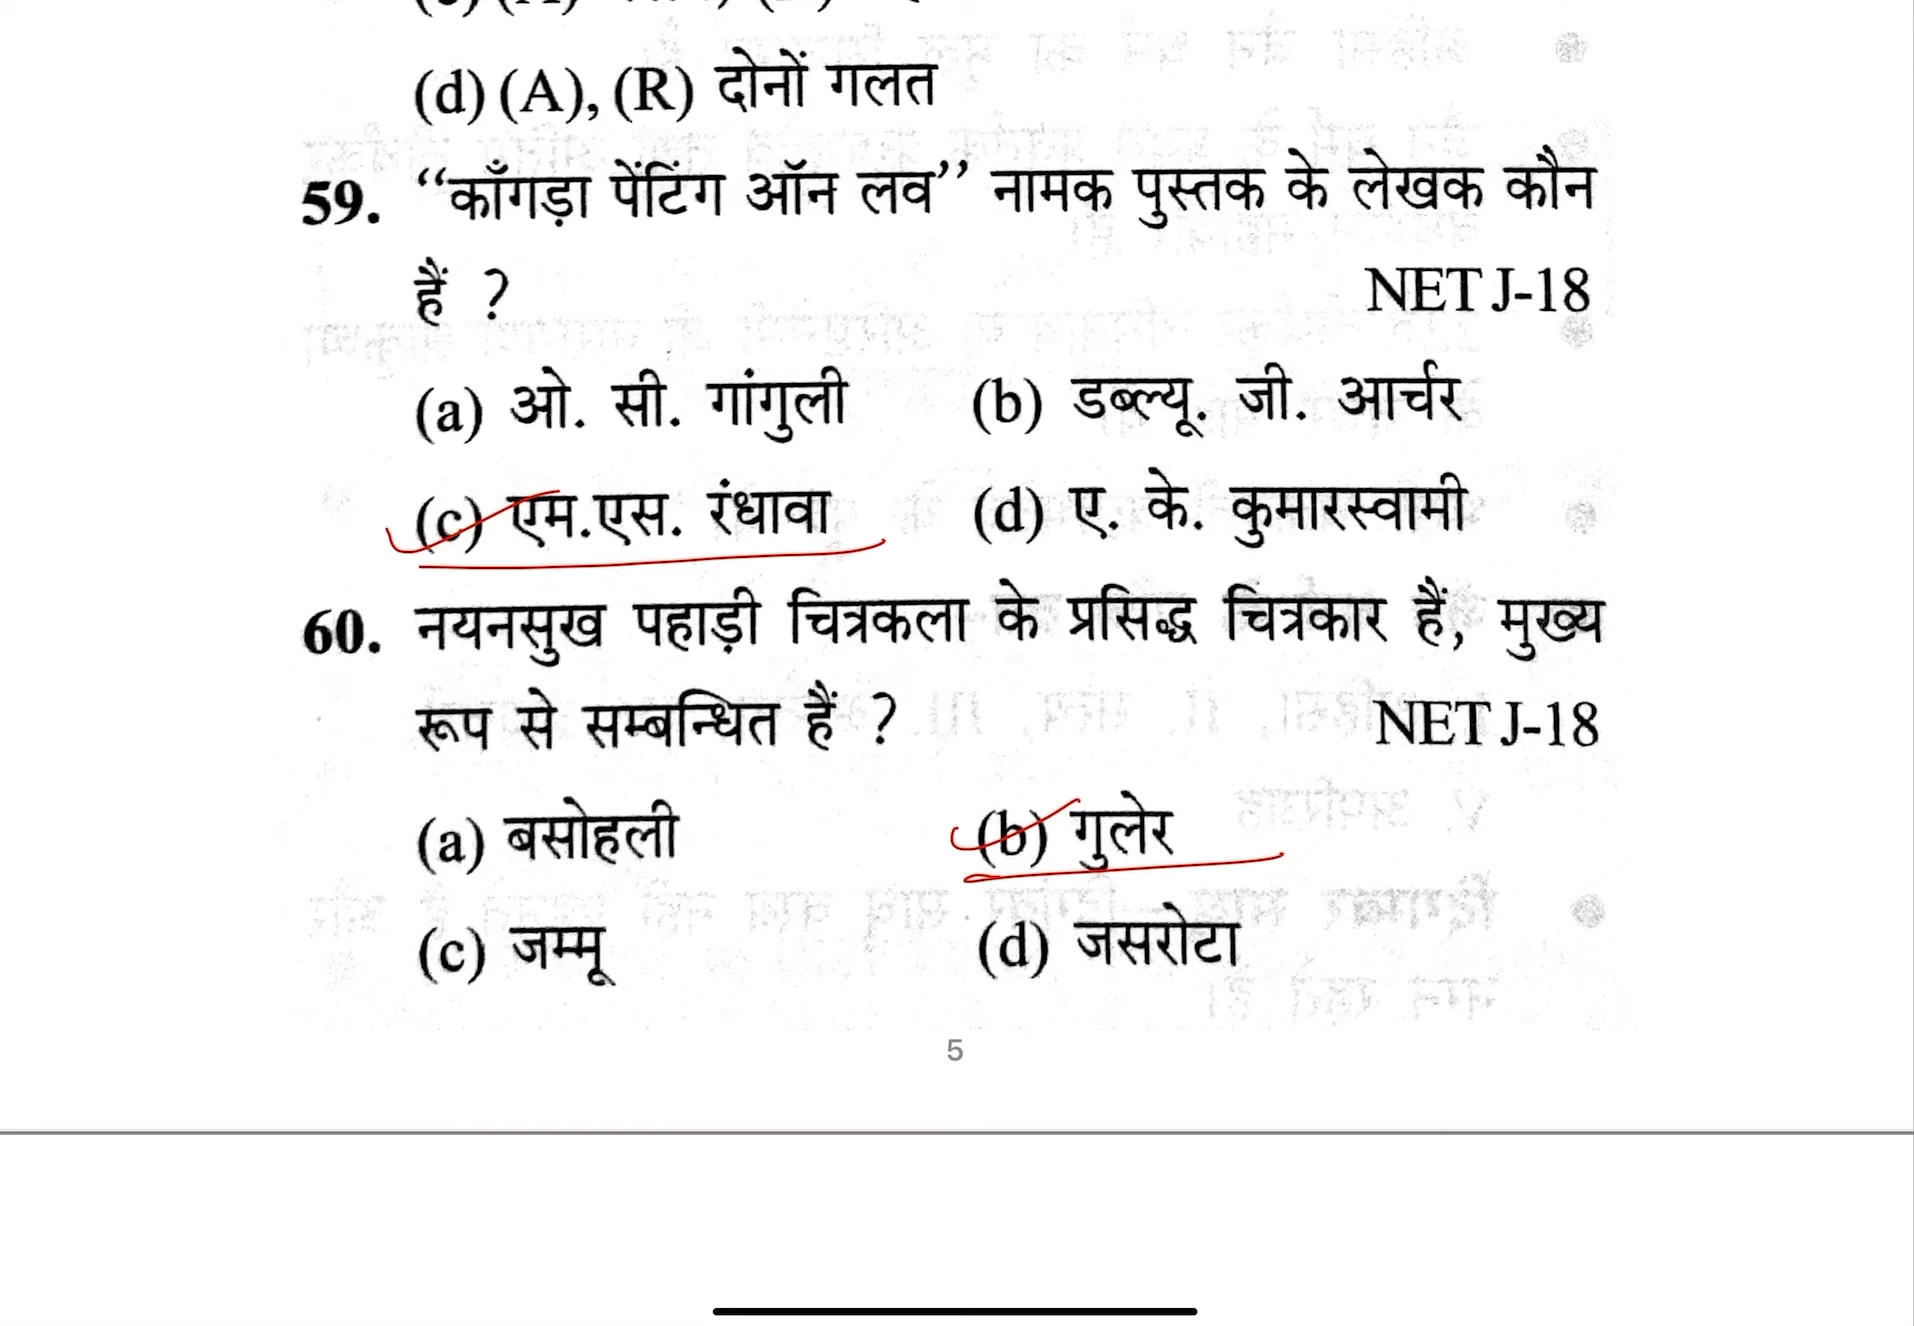 (d) (A), (R) दोनों गलत
59. “काँगड़ा पेंटिंग ऑन लव” नामक पुस्तक के लेखक कौन
हैं ? NET J-18
(a) ओ. सी. गांगुली (b) डब्ल्यू. जी. आर्चर
(c) एम.एस. रंधावा (d) ए. के. कुमारस्वामी
60. नयनसुख पहाड़ी चित्रकला के प्रसिद्ध चित्रकार हैं, मुख्य
रूप से सम्बन्धित हैं ? NET J-18
(a) बसोहली (b) गुलेर
(c) जम्मू (d) जसरोटा
5